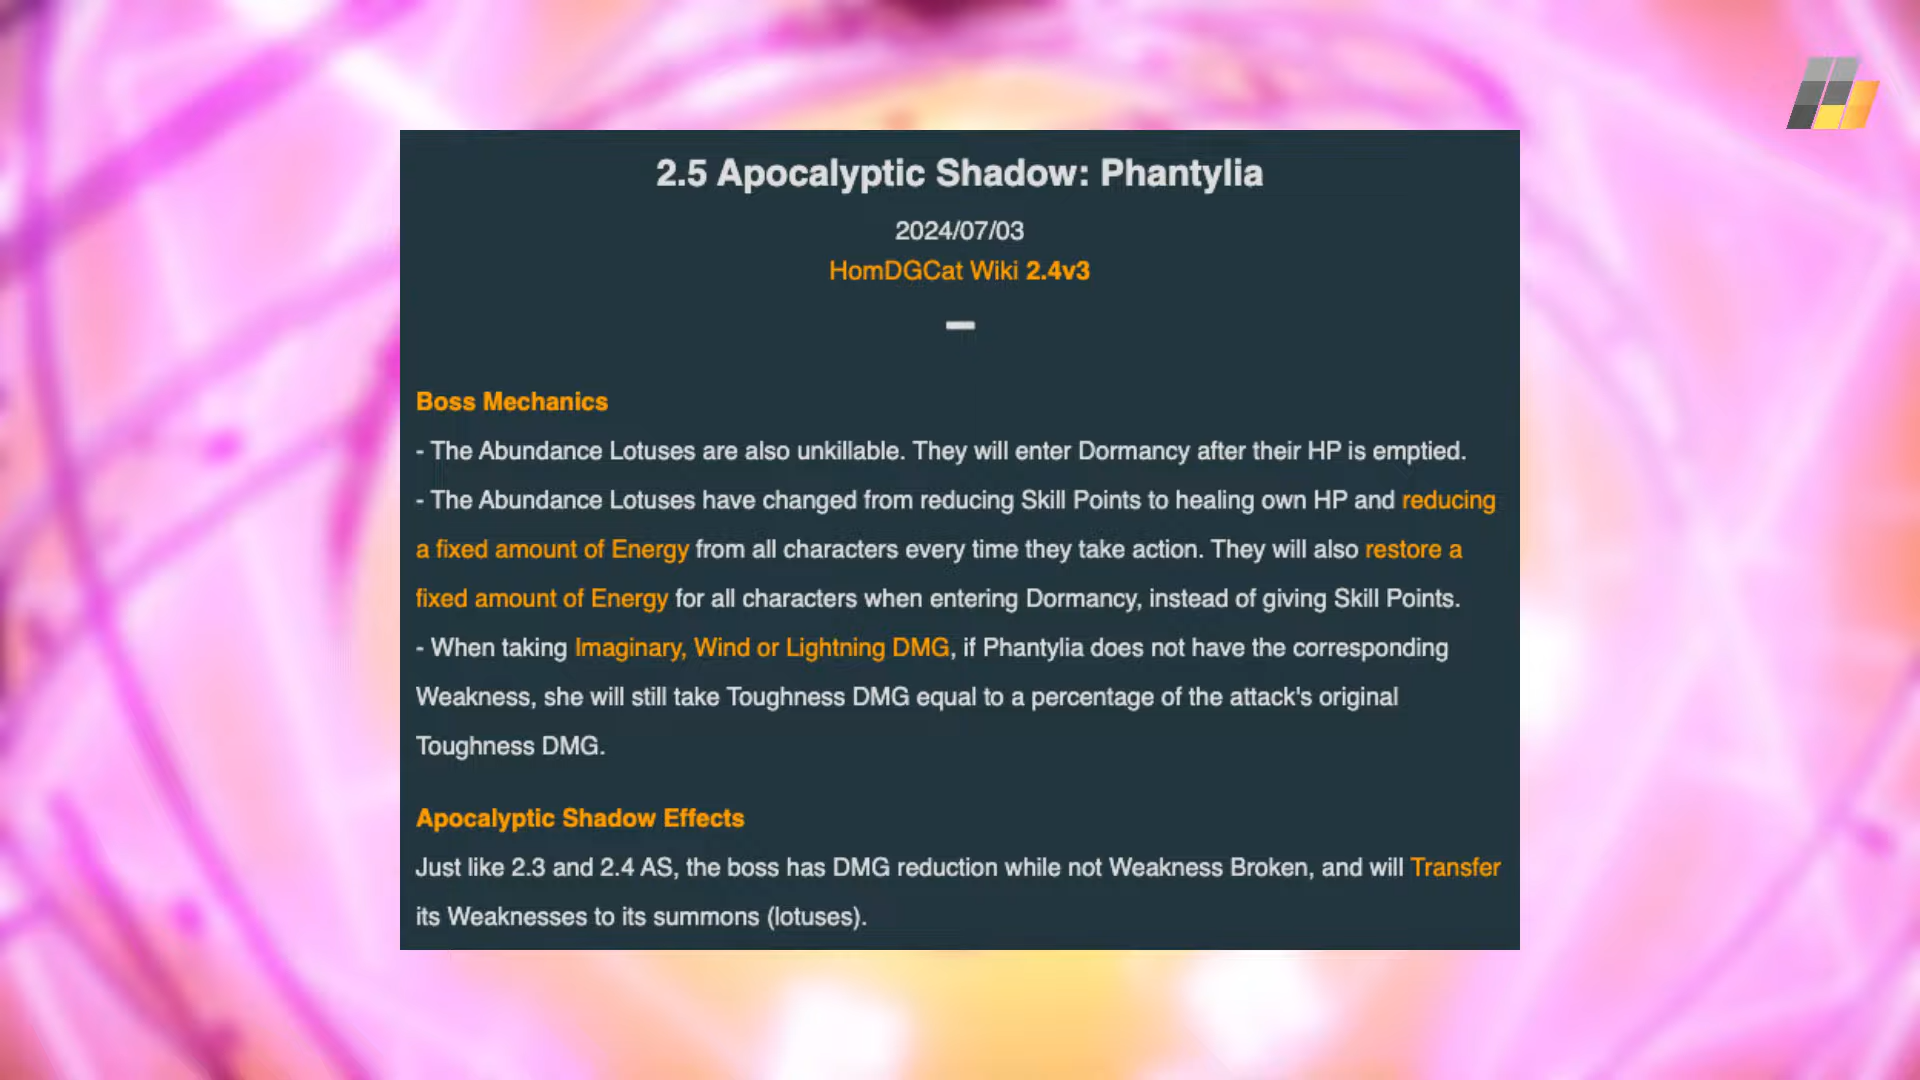 2.5 Apocalyptic Shadow: Phantylia
2024/07/03
HomDGCat Wiki 2.4v3
Boss Mechanics
- The Abundance Lotuses are also unkillable. They will enter Dormancy after their HP is emptied.
- The Abundance Lotuses have changed from reducing Skill Points to healing own HP and reducing
a fixed amount of Energy from all characters every time they take action. They will also restore a
fixed amount of Energy for all characters when entering Dormancy, instead of giving Skill Points.
- When taking Imaginary, Wind or Lightning DMG, if Phantylia does not have the corresponding
Weakness, she will still take Toughness DMG equal to a percentage of the attack's original
Toughness DMG.
Apocalyptic Shadow Effects
Just like 2.3 and 2.4 AS, the boss has DMG reduction while not Weakness Broken, and will Transfer
its Weaknesses to its summons (lotuses).